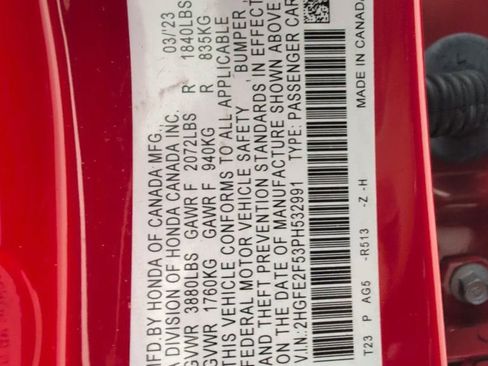 MFD.BY HONDA OF CANADA MFG., 03/'23
A DIVISION OF HONDA CANADA INC.
GVWR 3880LBS GAWR F 2072LBS R 1840LBS
GVWR 1760KG GAWR F 940KG R 835KG
THIS VEHICLE CONFORMS TO ALL APPLICABLE
FEDERAL MOTOR VEHICLE SAFETY, BUMPER,
AND THEFT PREVENTION STANDARDS IN EFFECT
ON THE DATE OF MANUFACTURE SHOWN ABOVE.
V.I.N.:2HGFE2F53PH532991 TYPE: PASSENGER CAR
T23 P AG5 -R513 -Z -H MADE IN CANADA